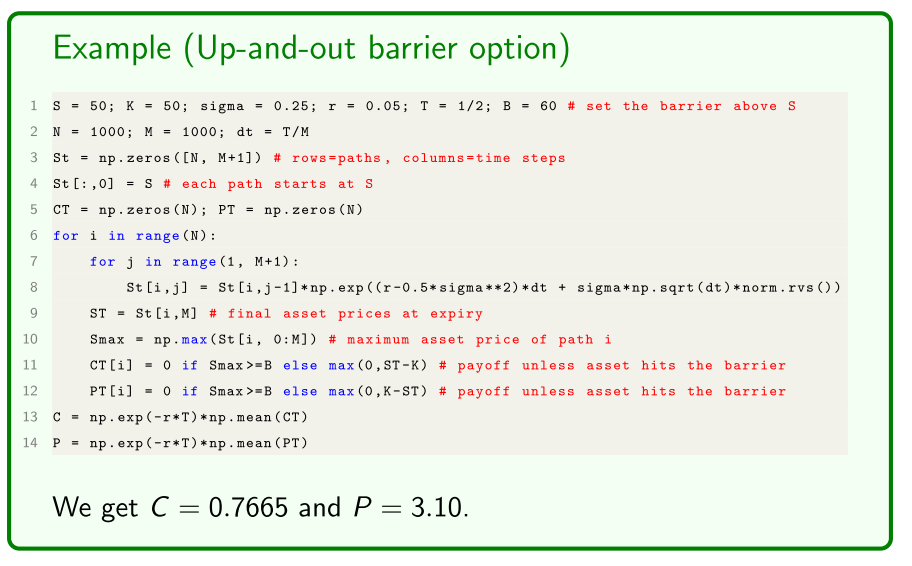 Example (Up-and-out barrier option)
1 S = 50; K = 50; sigma = 0.25; r = 0.05; T = 1/2; B = 60 # set the barrier above S
2 N = 1000; M = 1000; dt = T/M
3 St = np.zeros([N, M+1]) # rows=paths, columns=time steps
4 St[:,0] = S # each path starts at S
5 CT = np.zeros(N); PT = np.zeros(N)
6 for i in range(N):
7     for j in range(1, M+1):
8         St[i,j] = St[i,j-1]*np.exp((r-0.5*sigma**2)*dt + sigma*np.sqrt(dt)*norm.rvs())
9     ST = St[i,M] # final asset prices at expiry
10     Smax = np.max(St[i, 0:M]) # maximum asset price of path i
11     CT[i] = 0 if Smax>=B else max(0,ST-K) # payoff unless asset hits the barrier
12     PT[i] = 0 if Smax>=B else max(0,K-ST) # payoff unless asset hits the barrier
13 C = np.exp(-r*T)*np.mean(CT)
14 P = np.exp(-r*T)*np.mean(PT)
We get C = 0.7665 and P = 3.10.